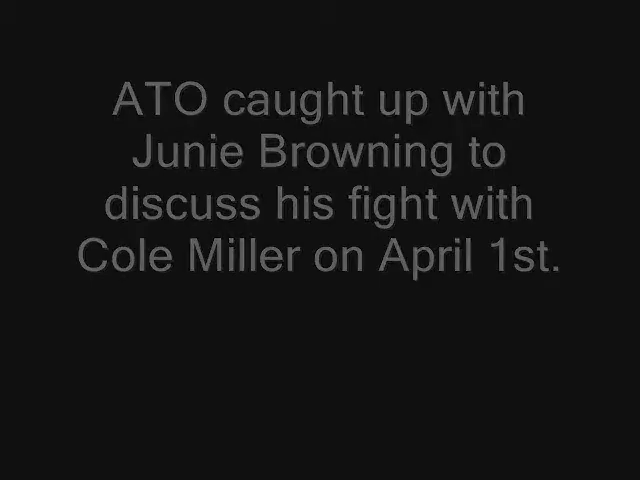 ATO caught up with
Junie Browning to
discuss his fight with
Cole Miller on April 1st.